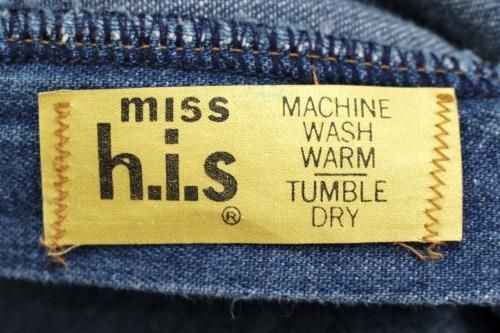 miss
h.i.s
®
MACHINE
WASH
WARM
TUMBLE
DRY